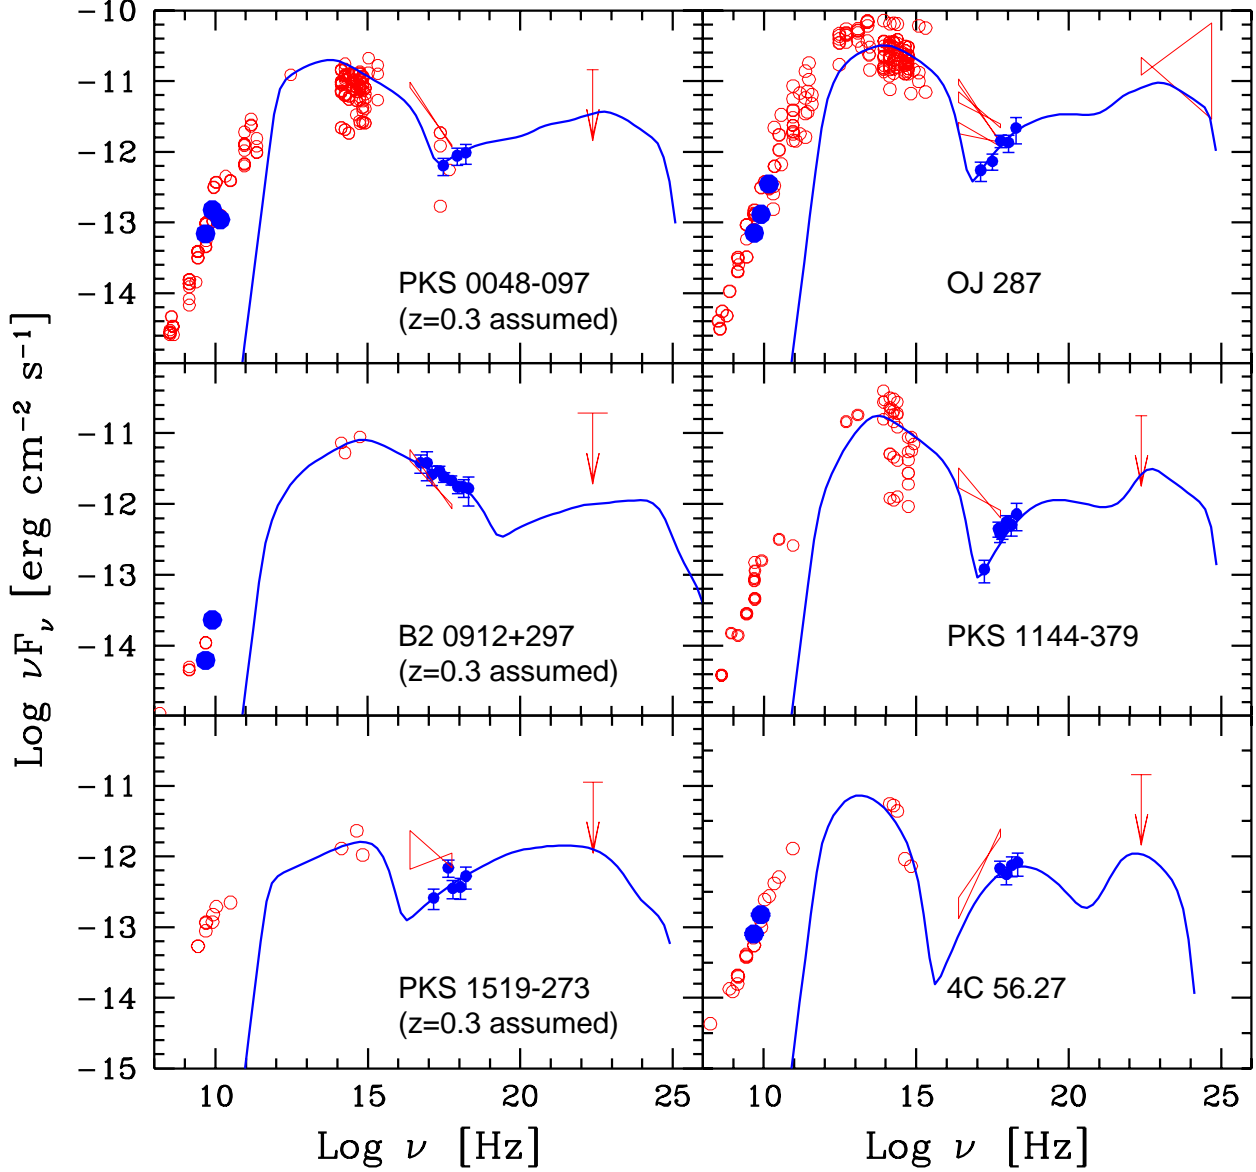 −10
−11
−12
−13
−14
PKS 0048-097
(z=0.3 assumed)
OJ 287
−11
−12
−13
−14
B2 0912+297
(z=0.3 assumed)
PKS 1144-379
−11
−12
−13
−14
−15
PKS 1519-273
(z=0.3 assumed)
4C 56.27
10 15 20 25
10 15 20 25
Log ν [Hz]
Log ν [Hz]
Log νFν [erg cm−2 s−1]